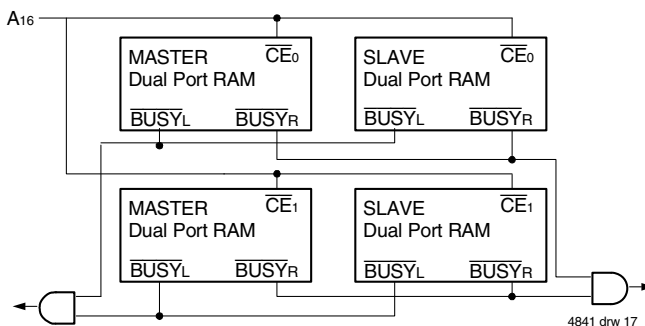 A16
MASTER CE0
Dual Port RAM
BUSYL BUSYR
SLAVE CE0
Dual Port RAM
BUSYL BUSYR
MASTER CE1
Dual Port RAM
BUSYL BUSYR
SLAVE CE1
Dual Port RAM
BUSYL BUSYR
4841 drw 17